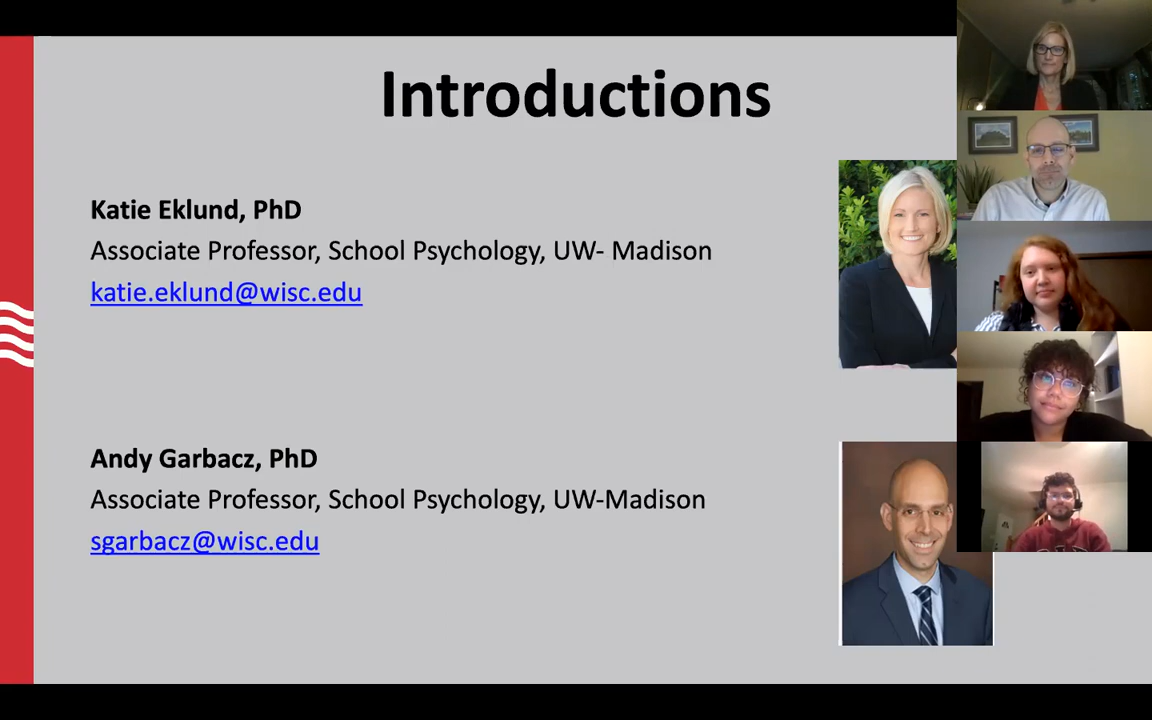 Introductions
Katie Eklund, PhD
Associate Professor, School Psychology, UW- Madison
katie.eklund@wisc.edu
Andy Garbacz, PhD
Associate Professor, School Psychology, UW-Madison
sgarbacz@wisc.edu